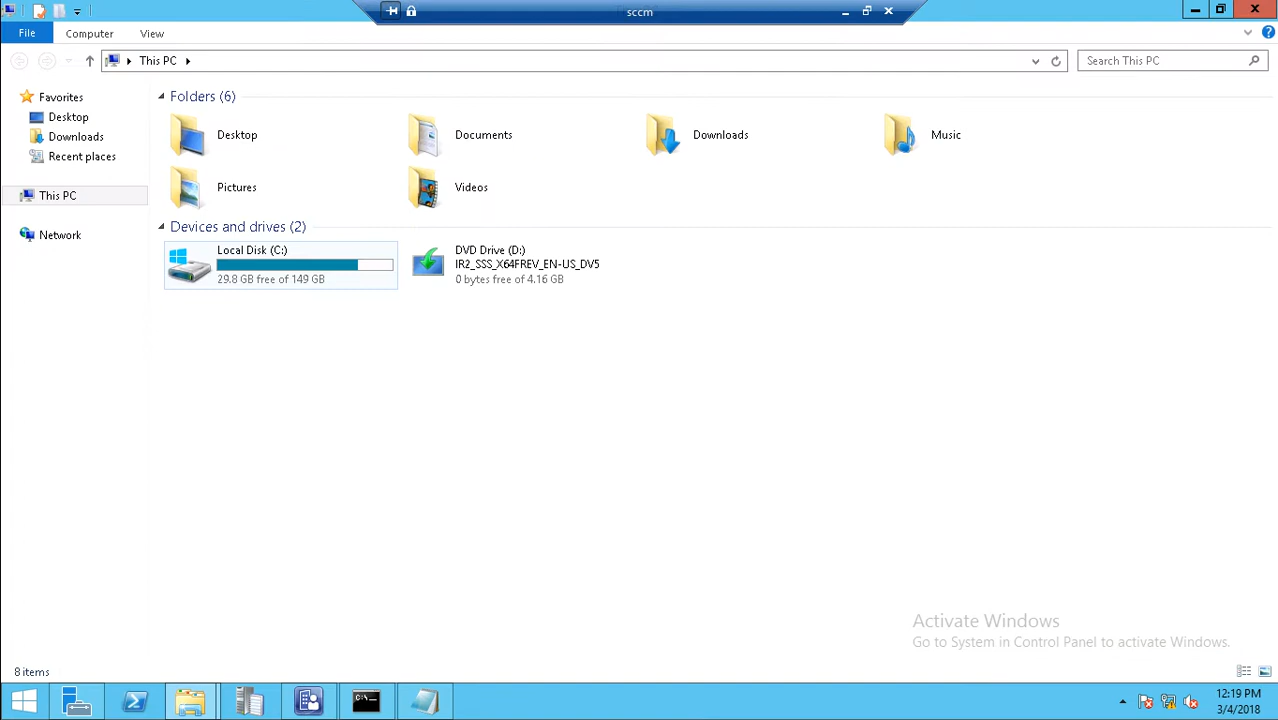 sccm
File
Computer
View
This PC
Search This PC
Favorites
Desktop
Downloads
Recent places
This PC
Network
Folders (6)
Desktop
Documents
Downloads
Music
Pictures
Videos
Devices and drives (2)
Local Disk (C:)
29.8 GB free of 149 GB
DVD Drive (D:)
IR2_SSS_X64FREV_EN-US_DV5
0 bytes free of 4.16 GB
Activate Windows
Go to System in Control Panel to activate Windows.
8 items
C:\_
12:19 PM
3/4/2018